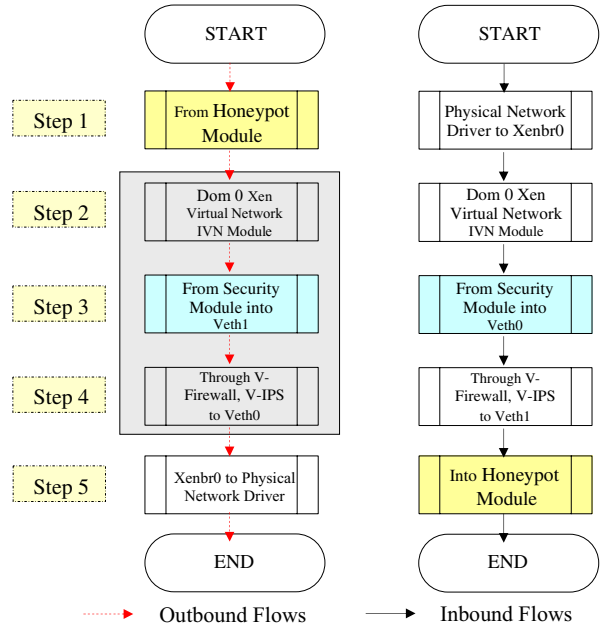 START
START
Step 1
From Honeypot
Module
Physical Network
Driver to Xenbr0
Step 2
Dom 0 Xen
Virtual Network
IVN Module
Dom 0 Xen
Virtual Network
IVN Module
Step 3
From Security
Module into
Veth1
From Security
Module into
Veth0
Step 4
Through V-
Firewall, V-IPS
to Veth0
Through V-
Firewall, V-IPS
to Veth1
Step 5
Xenbr0 to Physical
Network Driver
Into Honeypot
Module
END
END
Outbound Flows
Inbound Flows